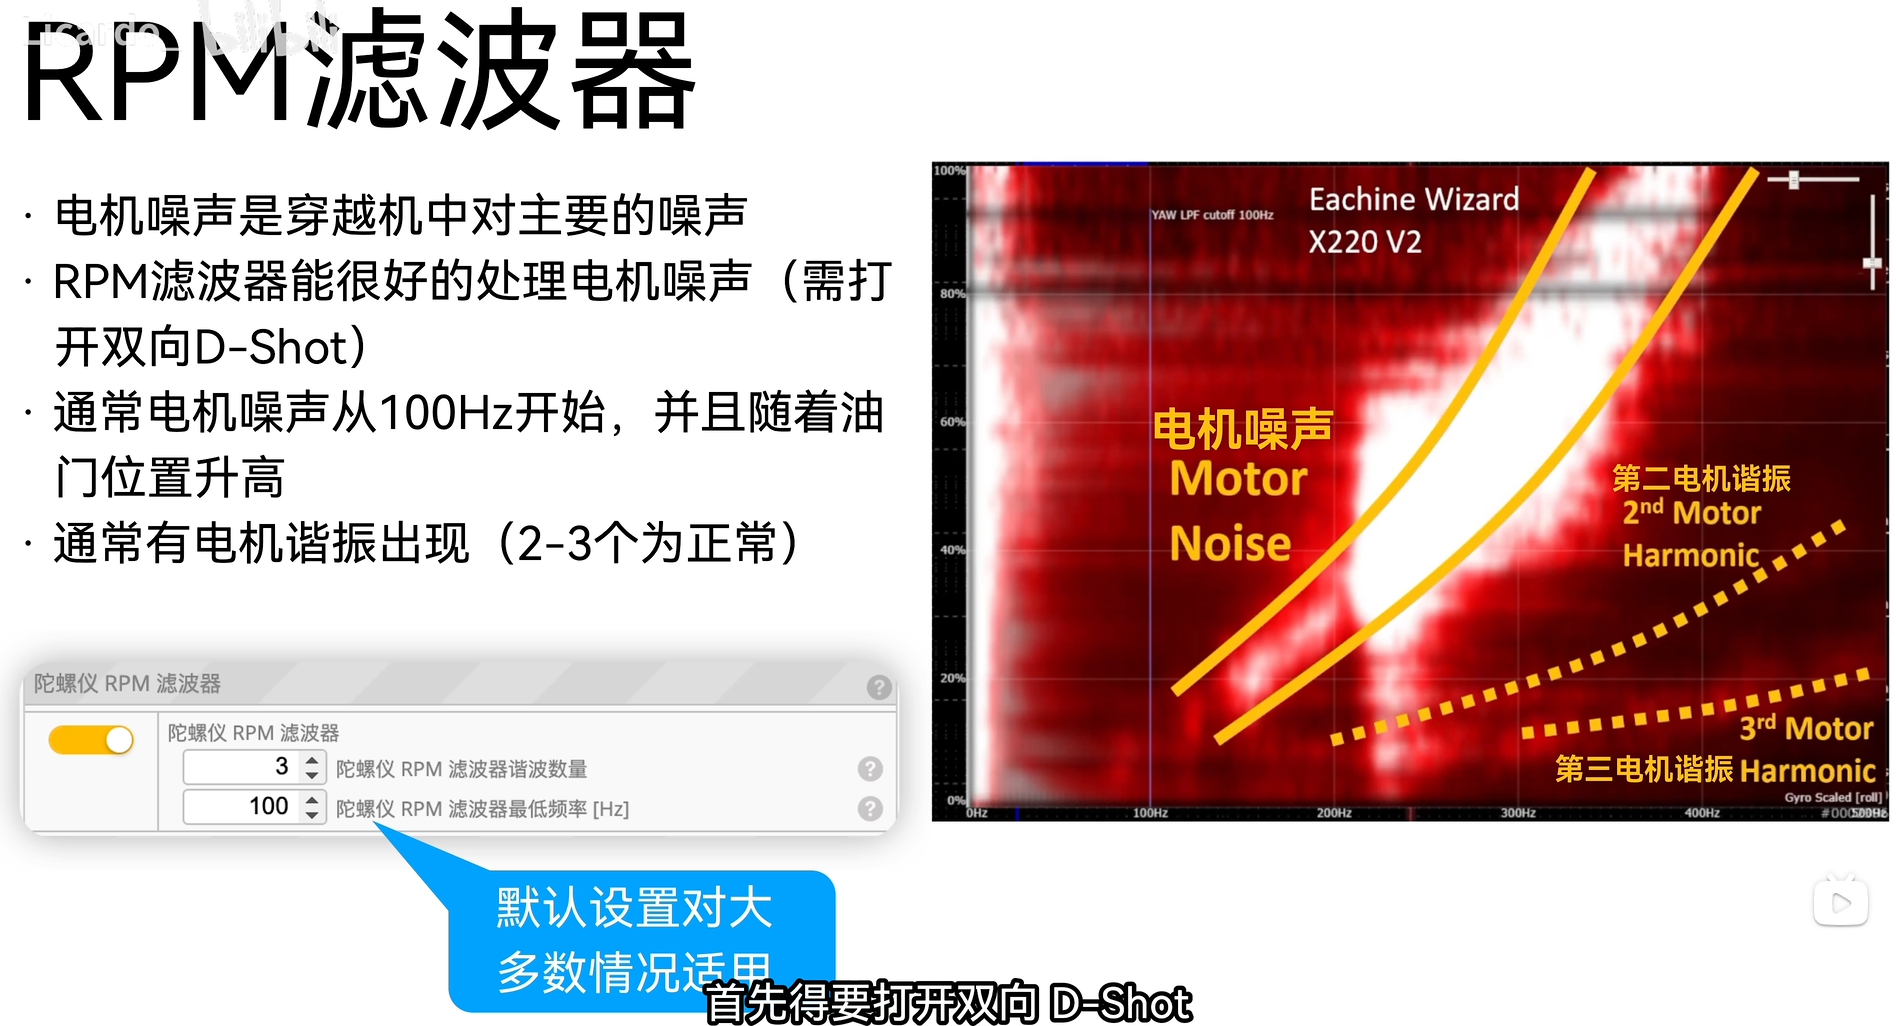 Licardo_ bilibili
RPM滤波器
· 电机噪声是穿越机中对主要的噪声
· RPM滤波器能很好的处理电机噪声（需打
开双向D-Shot）
· 通常电机噪声从100Hz开始，并且随着油
门位置升高
· 通常有电机谐振出现（2-3个为正常）
陀螺仪 RPM 滤波器
陀螺仪 RPM 滤波器
3 陀螺仪 RPM 滤波器谐波数量
100 陀螺仪 RPM 滤波器最低频率 [Hz]
默认设置对大
多数情况适用
100%
YAW LPF cutoff 100Hz
Eachine Wizard
X220 V2
80%
60%
电机噪声
Motor
Noise
第二电机谐振
2nd Motor
Harmonic
40%
20%
3rd Motor
第三电机谐振 Harmonic
Gyro Scaled [roll]
0%
0Hz 100Hz 200Hz 300Hz 400Hz 500Hz
首先得要打开双向 D-Shot